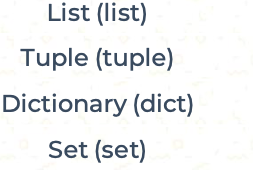 List (list)
Tuple (tuple)
Dictionary (dict)
Set (set)